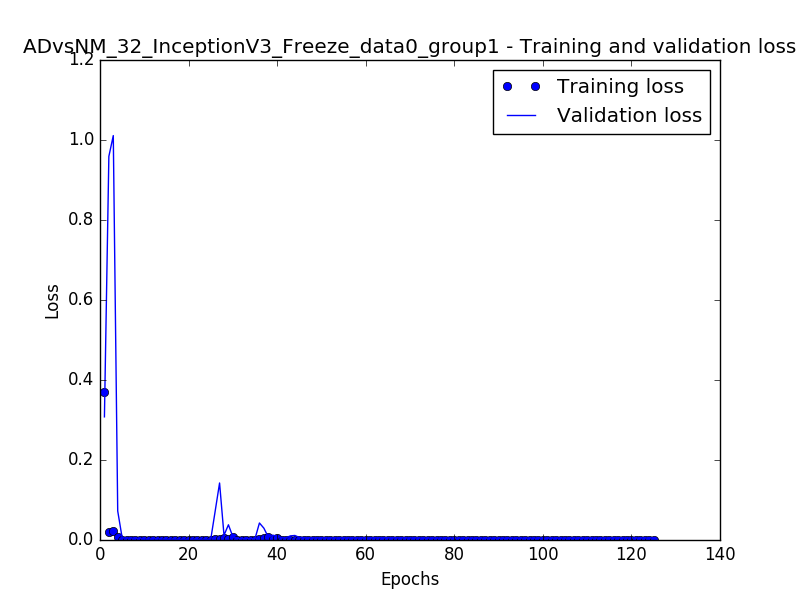 ADvsNM_32_InceptionV3_Freeze_data0_group1 - Training and validation loss
1.2
Training loss
Validation loss
1.0
0.8
0.6
Loss
0.4
0.2
0.0
0 20 40 60 80 100 120 140
Epochs